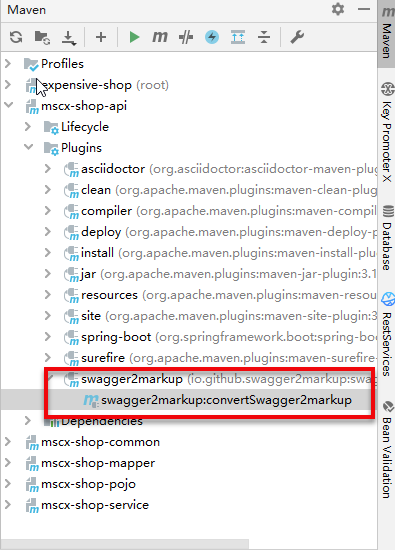 Maven
Profiles
expensive-shop (root)
mscx-shop-api
Lifecycle
Plugins
asciidoctor (org.asciidoctor:asciidoctor-maven-plug
clean (org.apache.maven.plugins:maven-clean-plug
compiler (org.apache.maven.plugins:maven-compil
deploy (org.apache.maven.plugins:maven-deploy-p
install (org.apache.maven.plugins:maven-install-plu
jar (org.apache.maven.plugins:maven-jar-plugin:3.1
resources (org.apache.maven.plugins:maven-resou
site (org.apache.maven.plugins:maven-site-plugin:3
spring-boot (org.springframework.boot:spring-boo
surefire (org.apache.maven.plugins:maven-surefire-
swagger2markup (io.github.swagger2markup:swag
swagger2markup:convertSwagger2markup
Dependencies
mscx-shop-common
mscx-shop-mapper
mscx-shop-pojo
mscx-shop-service
Maven
Key Promoter X
Database
RestServices
Bean Validation